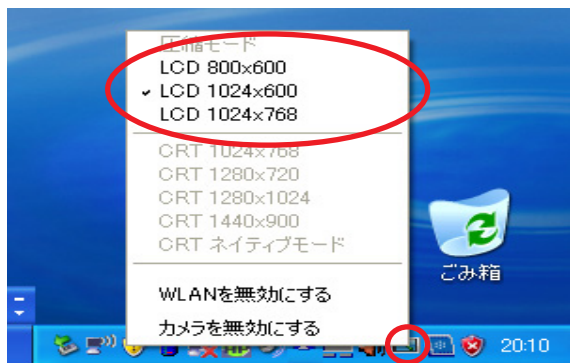 圧縮モード
LCD 800x600
LCD 1024x600
LCD 1024x768
CRT 1024x768
CRT 1280x720
CRT 1280x1024
CRT 1440x900
CRT ネイティブモード
WLANを無効にする
カメラを無効にする
ごみ箱
20:10